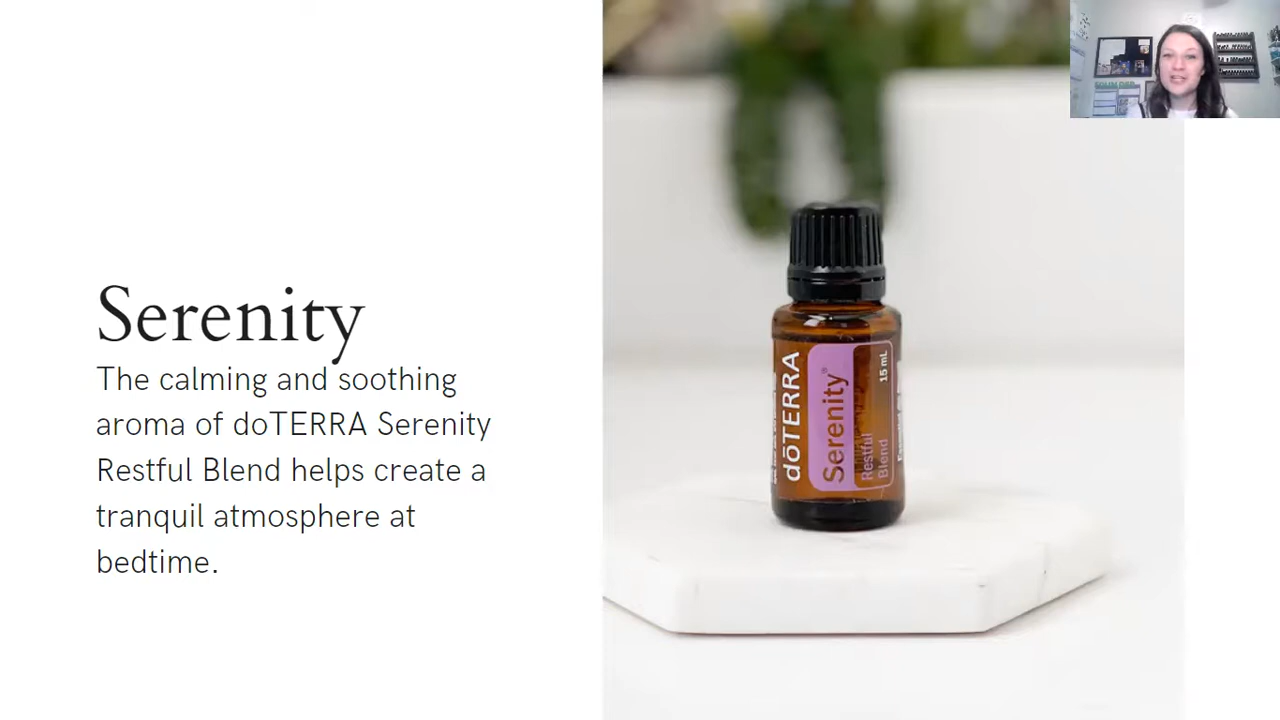 Serenity
The calming and soothing
aroma of doTERRA Serenity
Restful Blend helps create a
tranquil atmosphere at
bedtime.
dōTERRA
Serenity®
Restful
Blend
15 mL